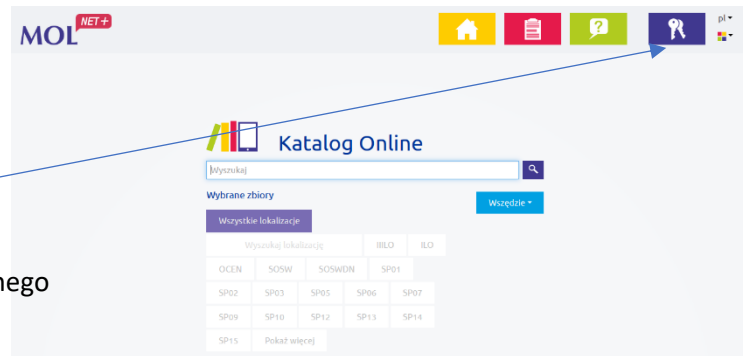 MOL NET+
pl
Katalog Online
Wyszukaj
Wybrane zbiory
Wszędzie
Wszystkie lokalizacje
Wyszukaj lokalizację IIILO ILO
OCEN SOSW SOSWDN SP01
nego
SP02 SP03 SP05 SP06 SP07
SP09 SP10 SP12 SP13 SP14
SP15 Pokaż więcej